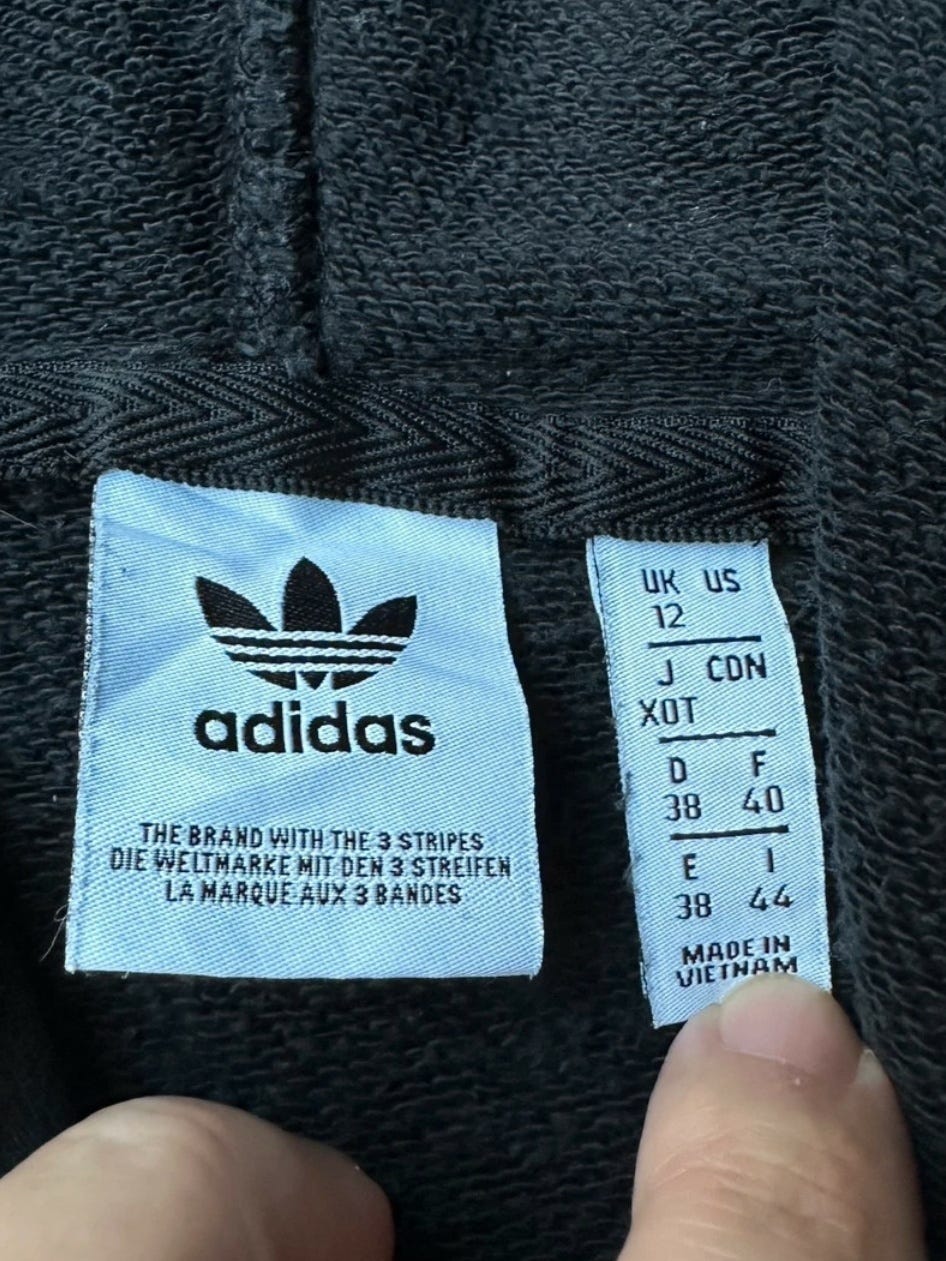 adidas
THE BRAND WITH THE 3 STRIPES
DIE WELTMARKE MIT DEN 3 STREIFEN
LA MARQUE AUX 3 BANDES
UK US
12
J CDN
XOT
D F
38 40
E I
38 44
MADE IN
VIETNAM